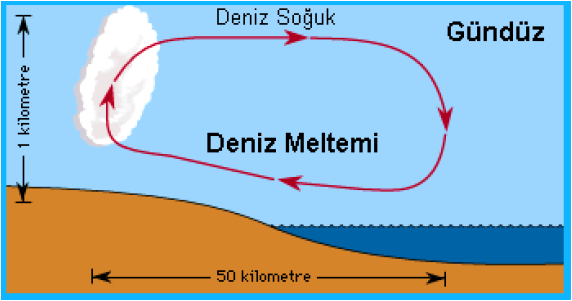 Deniz Soğuk
Gündüz
1 kilometre
Deniz Meltemi
50 kilometre